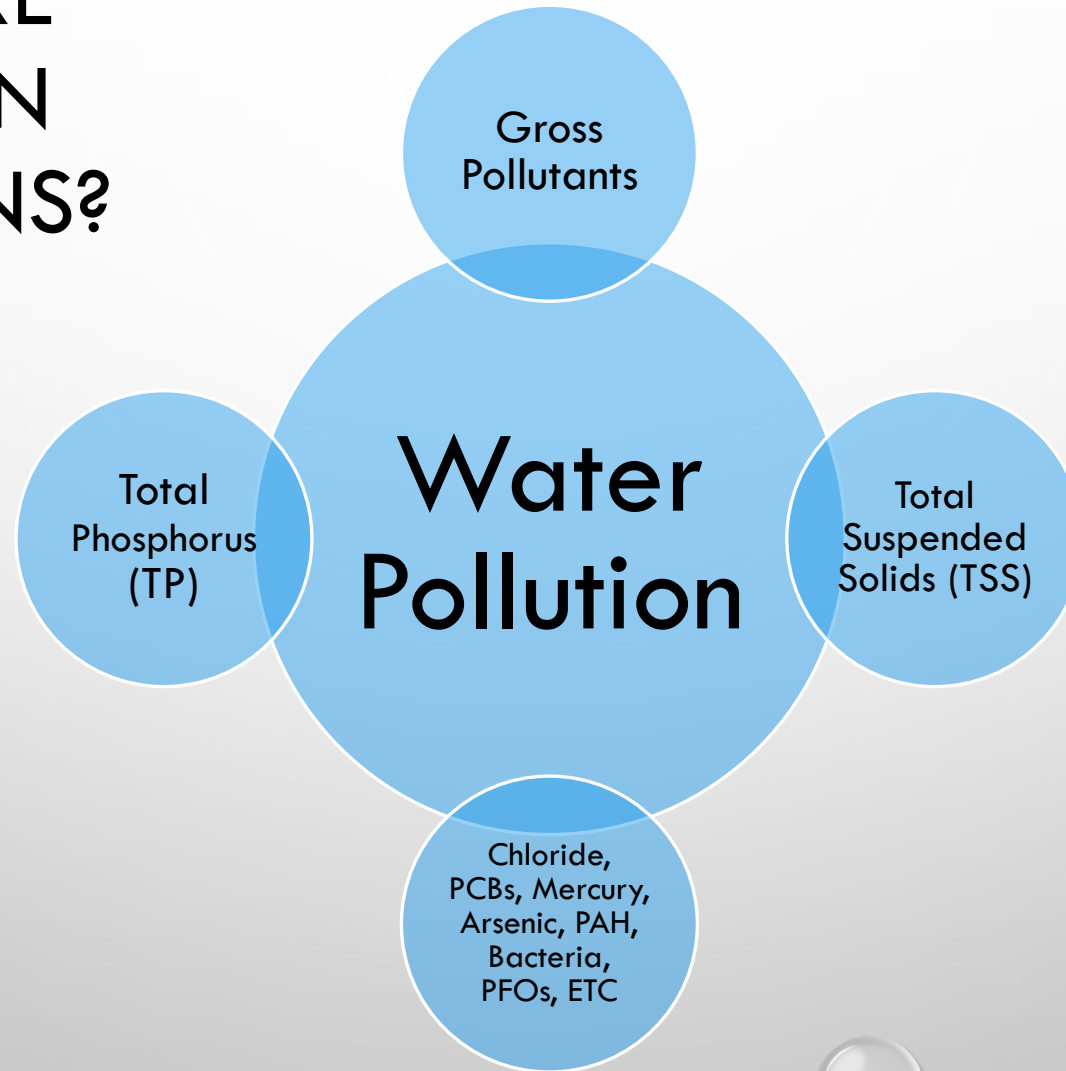 NS?
Gross
Pollutants
Total
Phosphorus
(TP)
Water
Pollution
Total
Suspended
Solids (TSS)
Chloride,
PCBs, Mercury,
Arsenic, PAH,
Bacteria,
PFOs, ETC